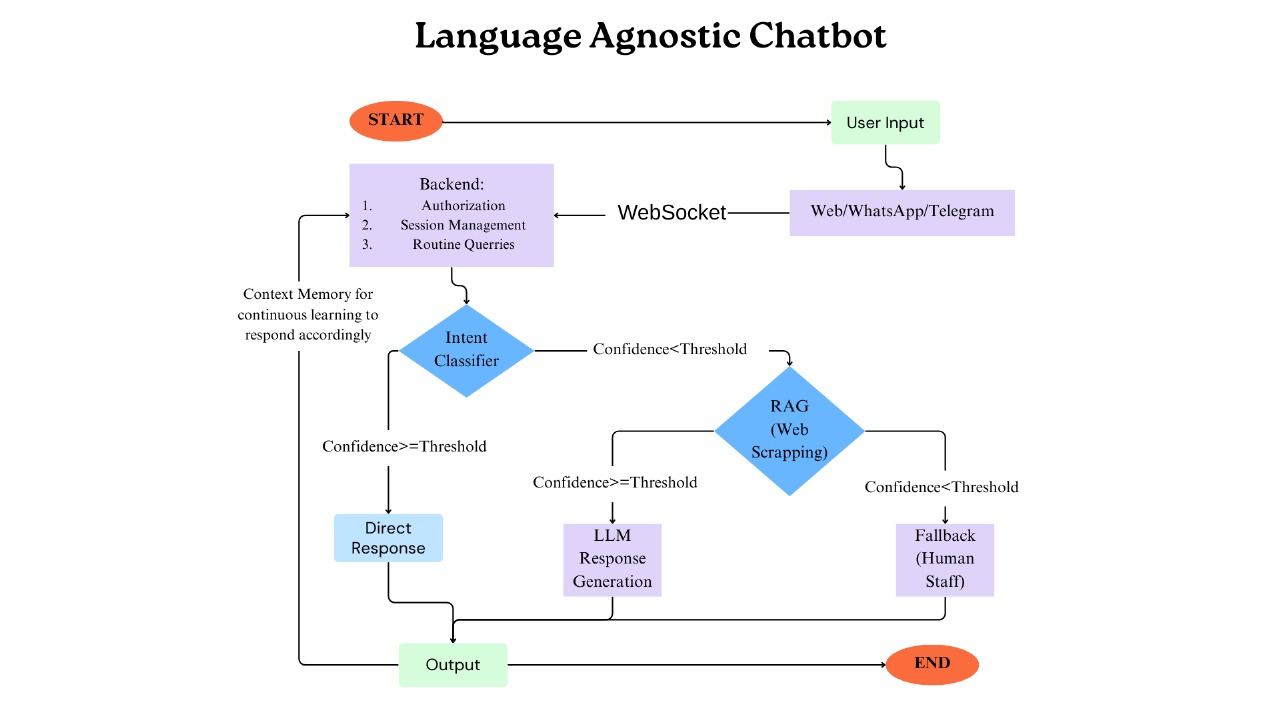 Language Agnostic Chatbot
START
User Input
Backend:
1. Authorization
2. Session Management
3. Routine Querries
WebSocket
Web/WhatsApp/Telegram
Context Memory for
continuous learning to
respond accordingly
Intent
Classifier
Confidence<Threshold
RAG
(Web
Scrapping)
Confidence>=Threshold
Confidence>=Threshold
Confidence<Threshold
Direct
Response
LLM
Response
Generation
Fallback
(Human
Staff)
Output
END